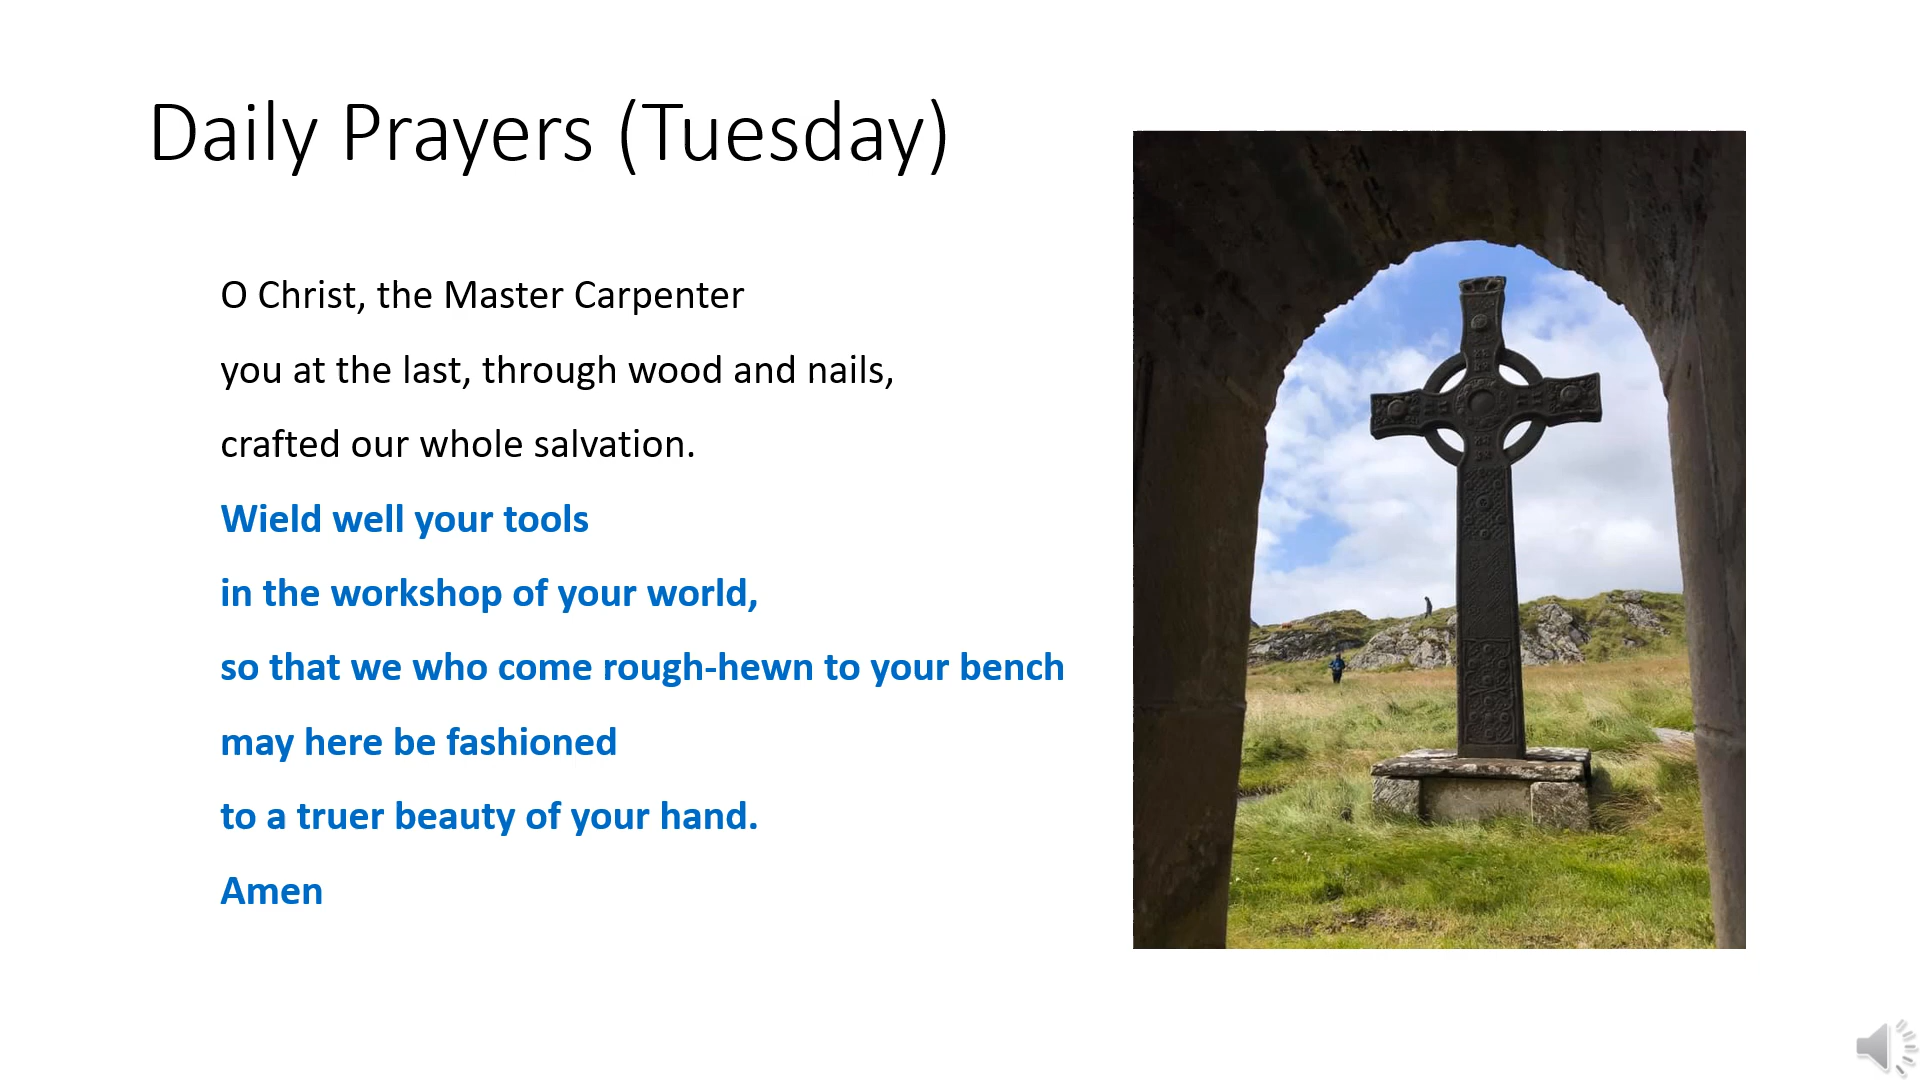 Daily Prayers (Tuesday)
O Christ, the Master Carpenter
you at the last, through wood and nails,
crafted our whole salvation.
Wield well your tools
in the workshop of your world,
so that we who come rough-hewn to your bench
may here be fashioned
to a truer beauty of your hand.
Amen